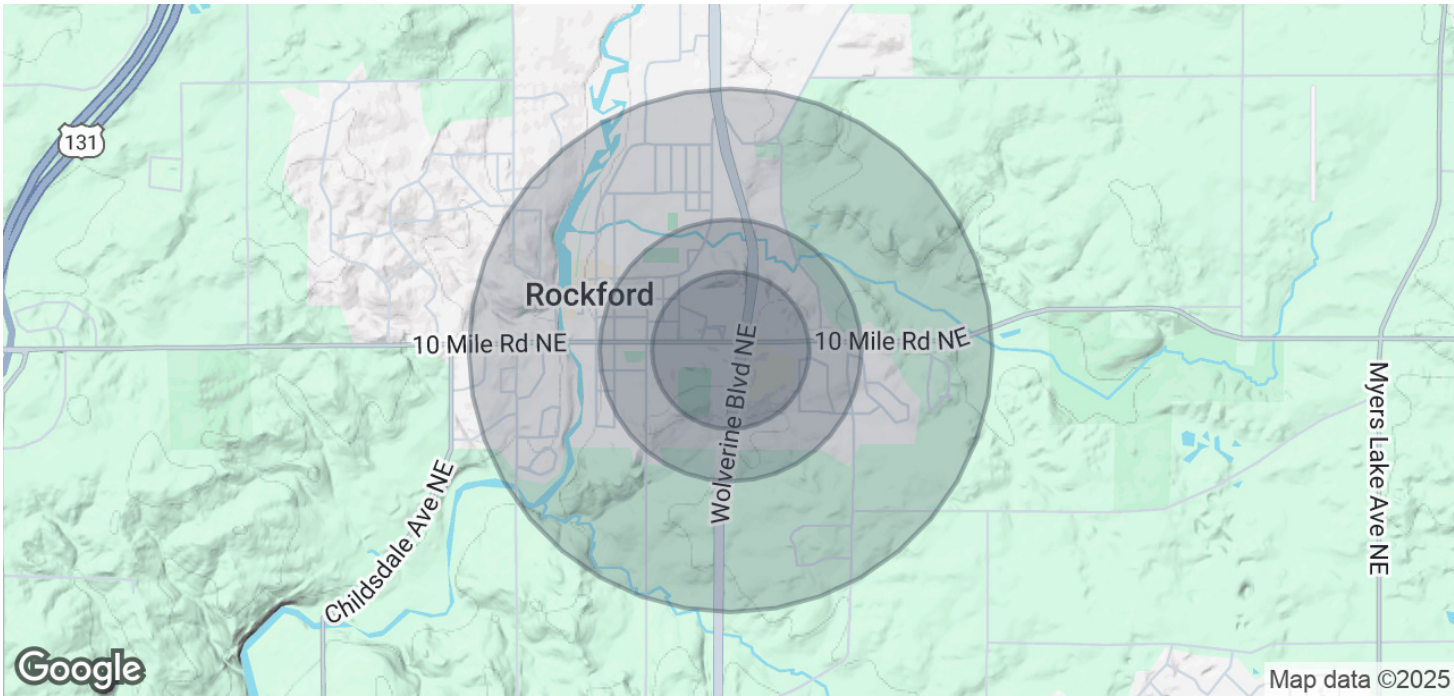 131
Rockford
10 Mile Rd NE
10 Mile Rd NE
Wolverine Blvd NE
Myers Lake Ave NE
Childsdale Ave NE
Google
Map data ©2025